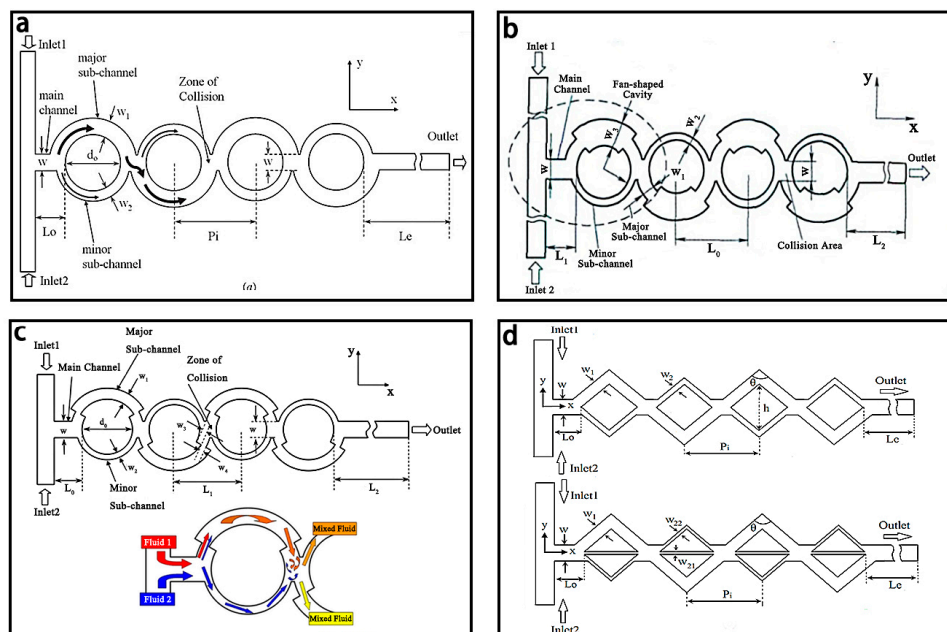 a
Inlet1
major
sub-channel
w1
main
channel
Zone of
Collision
y
x
Outlet
w
do
w
w2
Lo
Pi
Le
minor
sub-channel
Inlet2
(a)
b
Inlet 1
Main
Channel
Fan-shaped
Cavity
W3
W2
y
x
Outlet
W
W1
W
Major
Sub-channel
Collision Area
L1
Minor
Sub-channel
L0
L2
Inlet 2
c
Major
Sub-channel
Inlet1
Main Channel
w1
Zone of
Collision
y
x
w
d0
w3
w
Outlet
w2
w4
L0
Minor
Sub-channel
L1
L2
Inlet2
Fluid 1
Fluid 2
Mixed Fluid
Mixed Fluid
d
Inlet1
w1
w2
θ
Outlet
y
w
x
h
Lo
Pi
Le
Inlet2
Inlet1
w1
w22
θ
Outlet
y
w
x
w21
Lo
Pi
Le
Inlet2